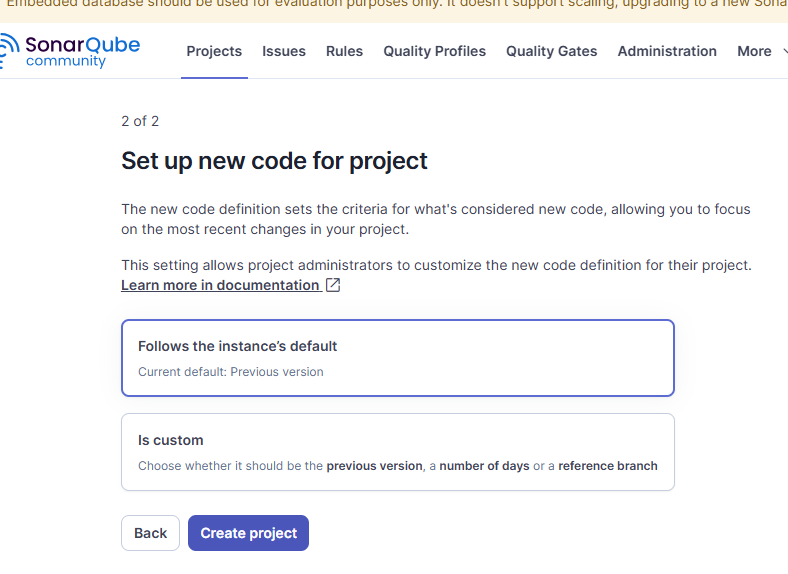 Embedded database should be used for evaluation purposes only. It doesn't support scaling, upgrading to a new Sona
SonarQube
community
Projects Issues Rules Quality Profiles Quality Gates Administration More
2 of 2
Set up new code for project
The new code definition sets the criteria for what's considered new code, allowing you to focus
on the most recent changes in your project.
This setting allows project administrators to customize the new code definition for their project.
Learn more in documentation
Follows the instance’s default
Current default: Previous version
Is custom
Choose whether it should be the previous version, a number of days or a reference branch
Back Create project